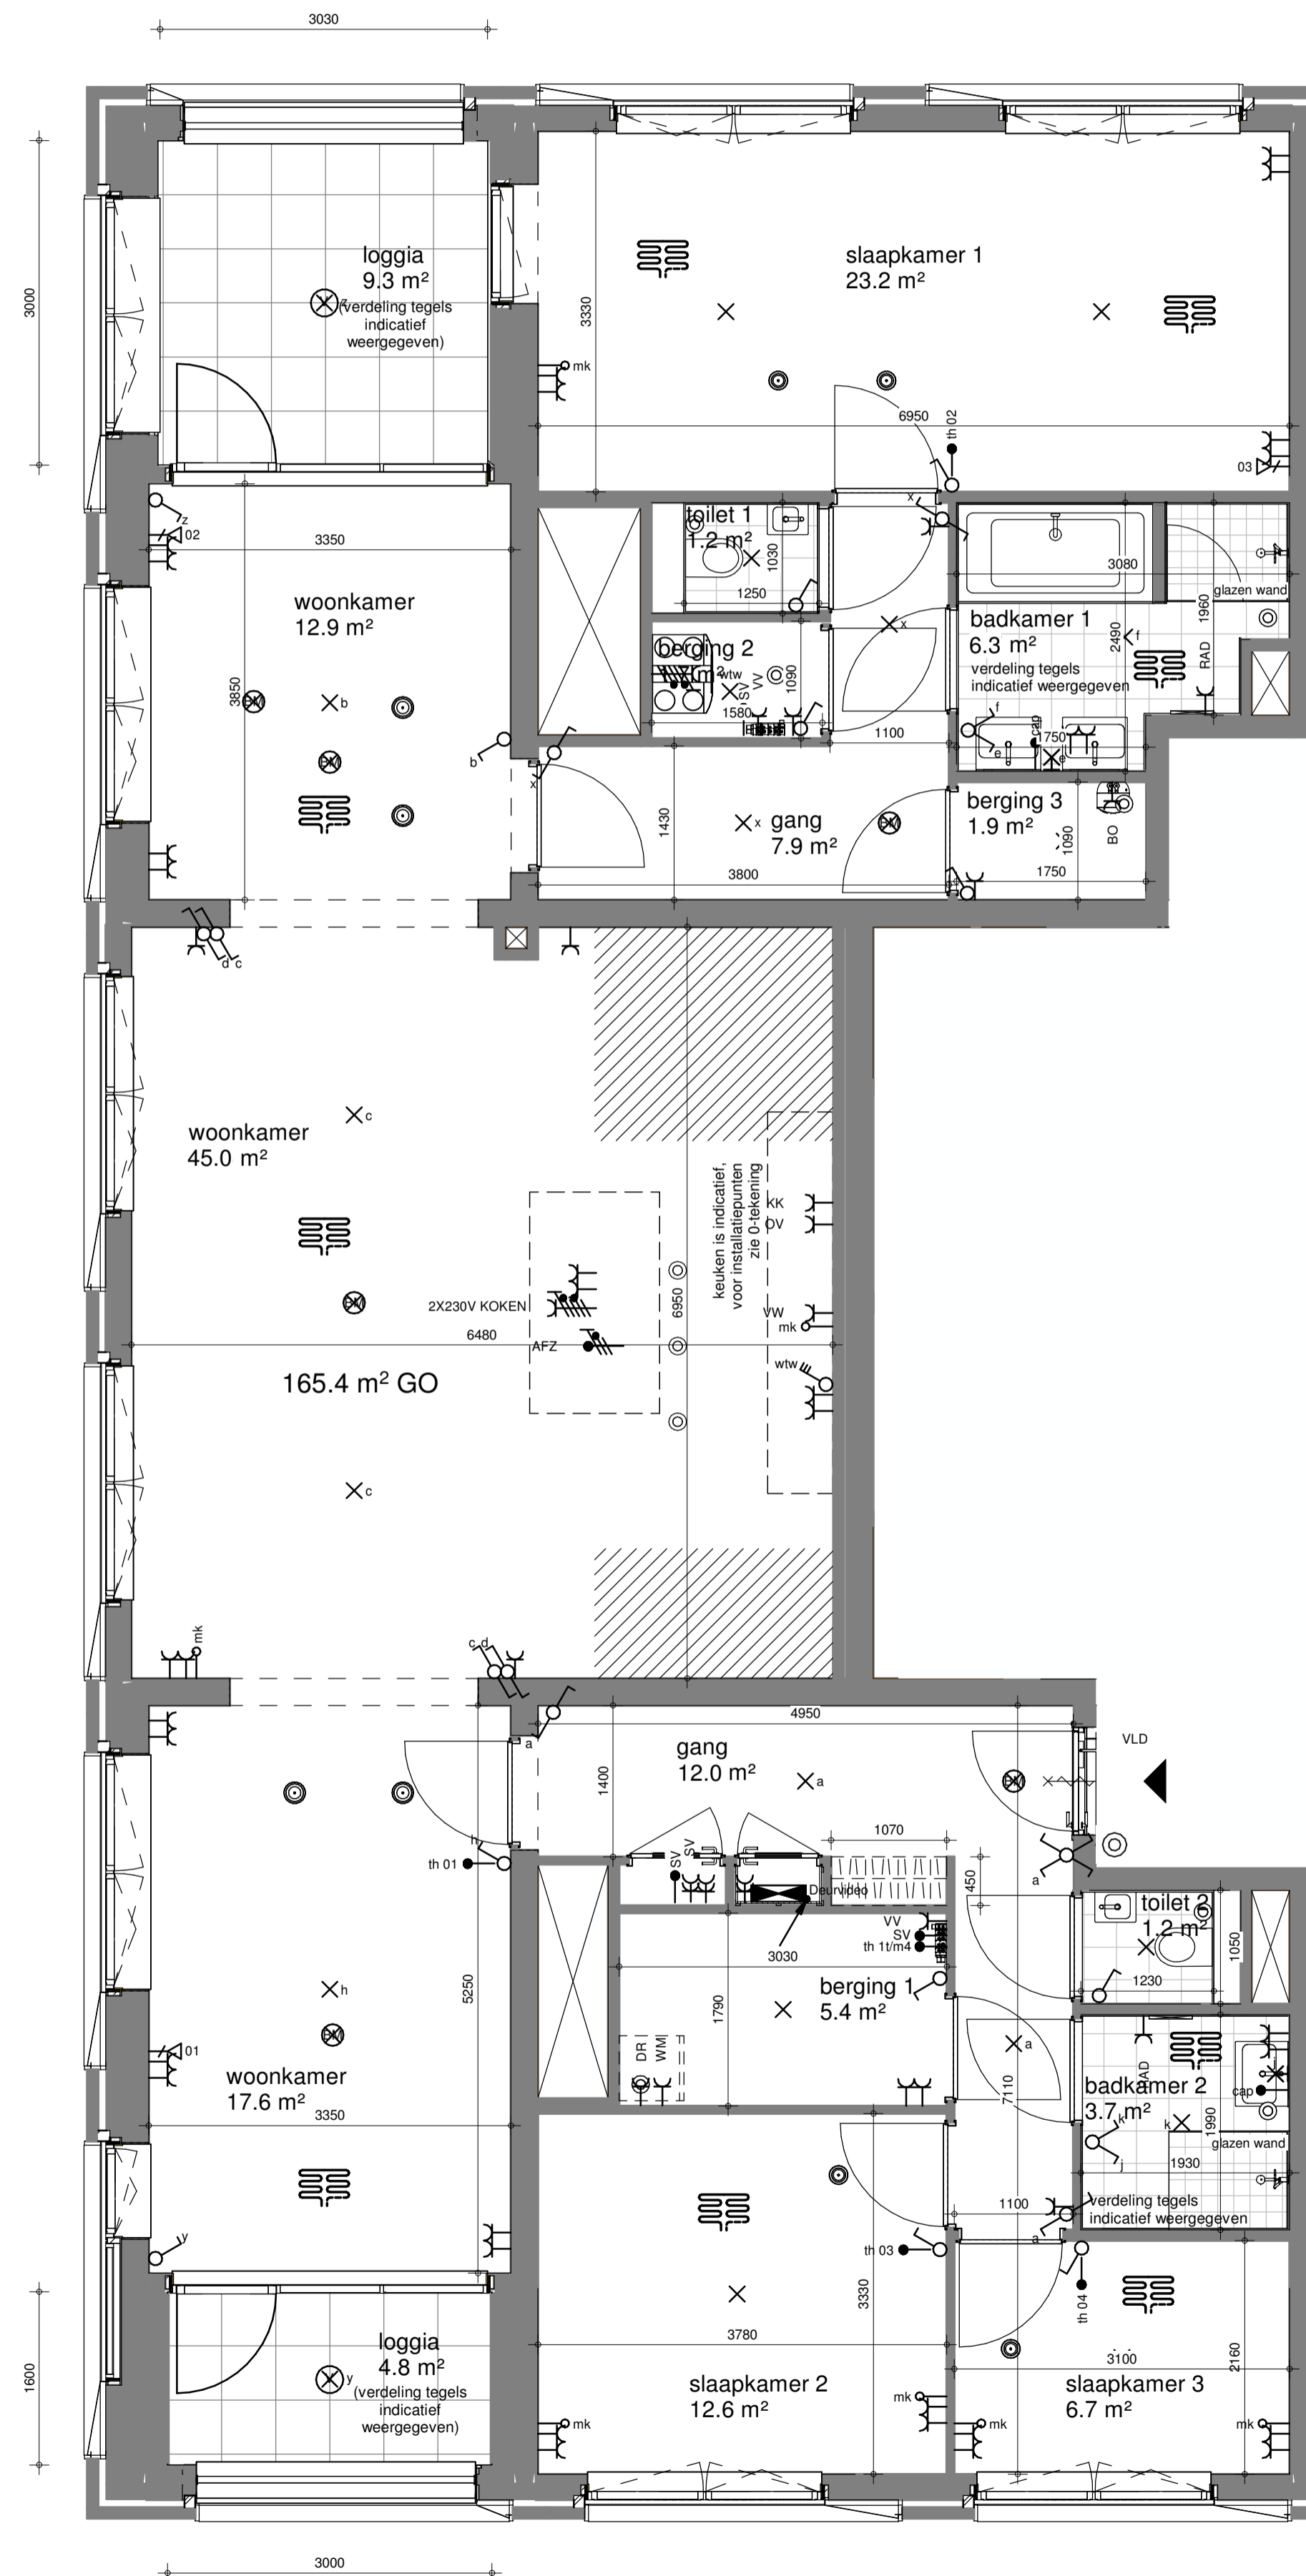 3030
3000
loggia
9.3 m²
z
(verdeling tegels
indicatief
weergegeven)
slaapkamer 1
23.2 m²
3330
mk
6950
th 02
03
x
z
02
3350
woonkamer
12.9 m²
3850
BM
b
BM
b
x
toilet 1
1.2 m²
1030
1250
berging 2
m²
wtw
SV
VV
1090
1580
x
1100
3080
glazen wand
badkamer 1
6.3 m²
verdeling tegels
indicatief weergegeven
2490
f
1960
RAD
f
e
cap
1750
e
1430
x
gang
7.9 m²
BM
3800
berging 3
1.9 m²
1090
BO
1750
d c
c
woonkamer
45.0 m²
keuken is indicatief,
voor installatiepunten
zie 0-tekening
KK
OV
BM
2X230V KOKEN
6950
VW
mk
6480
AFZ
wtw
165.4 m² GO
c
mk
c d
4950
a
gang
12.0 m²
a
1400
BM
VLD
1070
h
th 01
SV
SV
Deurvideo
450
a
VV
SV
th 1t/m4
3030
toilet 2
1.2 m²
1050
1230
berging 1
5.4 m²
1790
h
5250
BM
a
DR
WM
01
woonkamer
17.6 m²
3350
7110
RAD
badkamer 2
3.7 m²
cap
k
k
1990
glazen wand
j
1930
verdeling tegels
indicatief weergegeven
1100
a
y
th 03
3330
th 04
3780
3100
2160
loggia
4.8 m²
y
(verdeling tegels
indicatief
weergegeven)
1600
slaapkamer 2
12.6 m²
slaapkamer 3
6.7 m²
mk
mk
mk
mk
3000